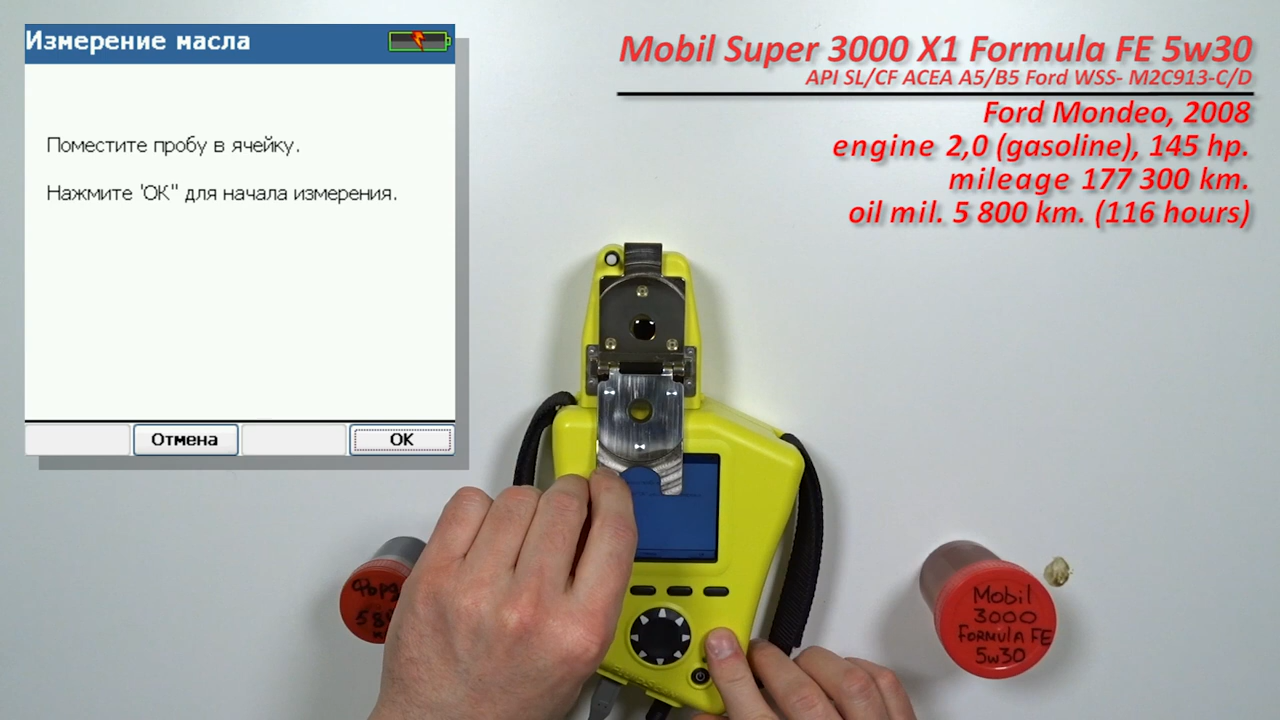 Измерение масла
Поместите пробу в ячейку.
Нажмите 'ОК" для начала измерения.
Отмена
ОК
Mobil Super 3000 X1 Formula FE 5w30
API SL/CF ACEA A5/B5 Ford WSS- M2C913-C/D
Ford Mondeo, 2008
engine 2,0 (gasoline), 145 hp.
mileage 177 300 km.
oil mil. 5 800 km. (116 hours)
Mobil
3000
FORMULA FE
5w30